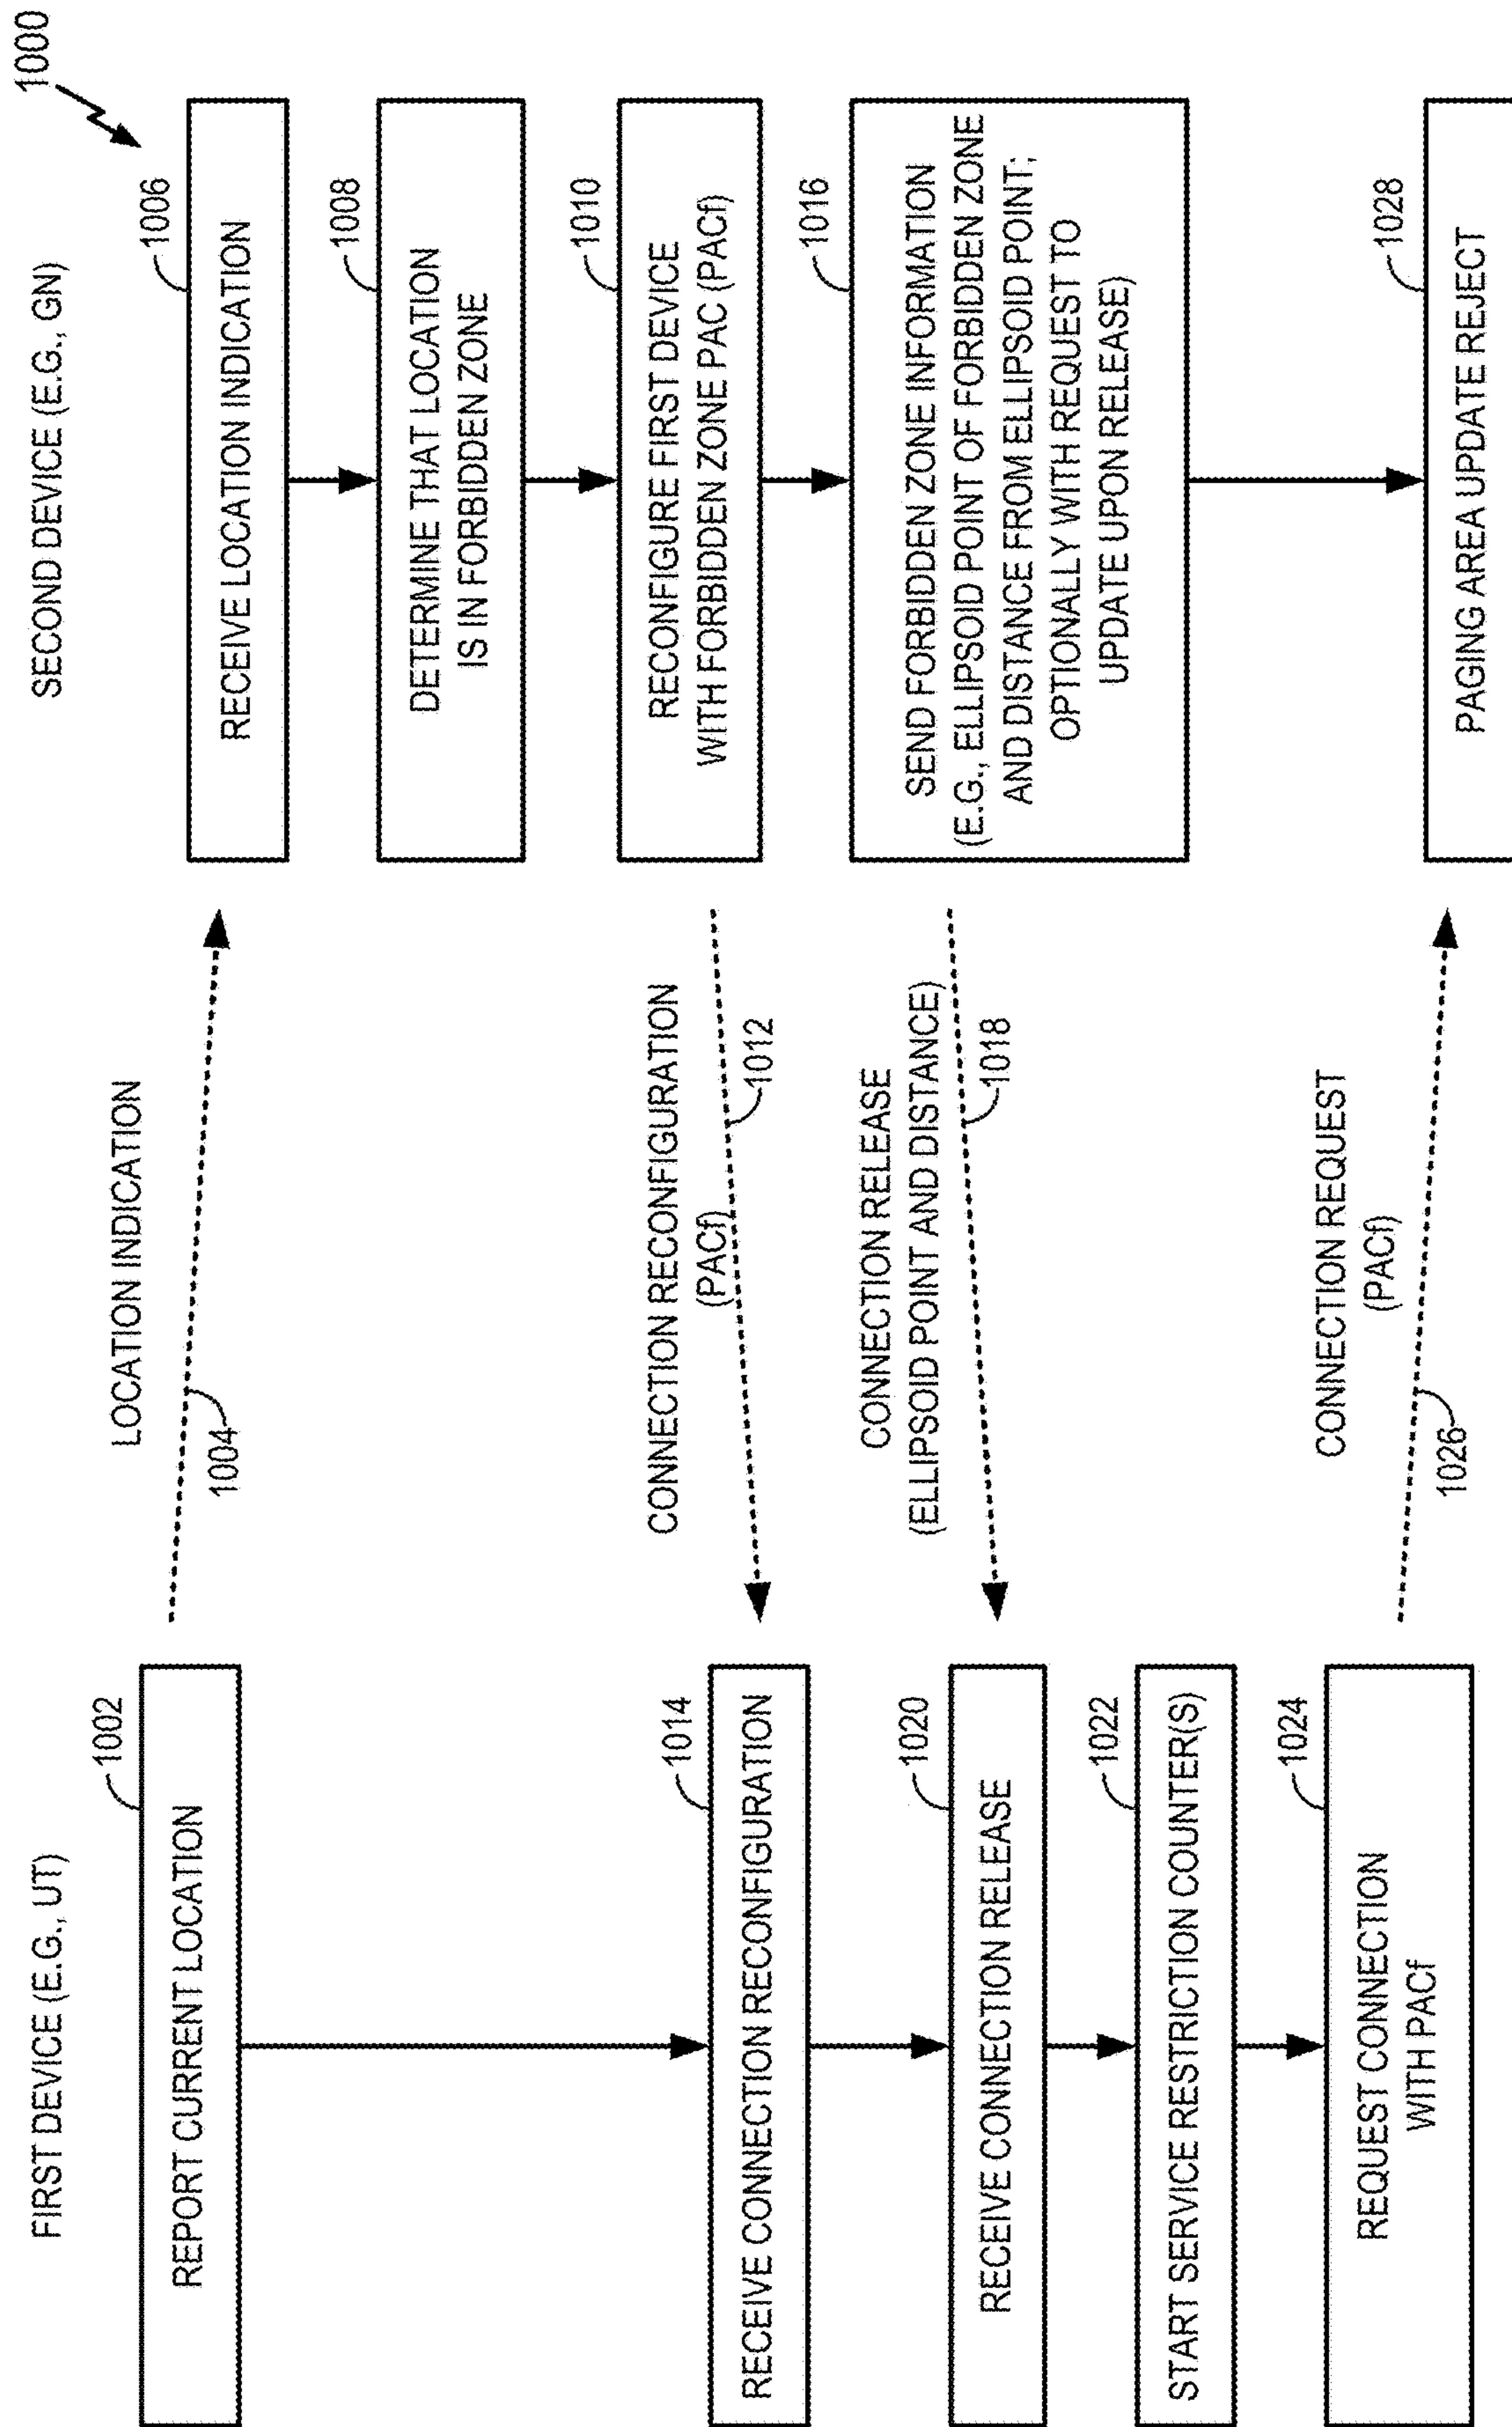 1000
FIRST DEVICE (E.G., UT)
SECOND DEVICE (E.G., GN)
1002
REPORT CURRENT LOCATION
LOCATION INDICATION
1004
1006
RECEIVE LOCATION INDICATION
1008
DETERMINE THAT LOCATION
IS IN FORBIDDEN ZONE
1010
RECONFIGURE FIRST DEVICE
WITH FORBIDDEN ZONE PAC (PACf)
CONNECTION RECONFIGURATION
(PACf)
1012
1014
RECEIVE CONNECTION RECONFIGURATION
1016
SEND FORBIDDEN ZONE INFORMATION
(E.G., ELLIPSOID POINT OF FORBIDDEN ZONE
AND DISTANCE FROM ELLIPSOID POINT;
OPTIONALLY WITH REQUEST TO
UPDATE UPON RELEASE)
CONNECTION RELEASE
(ELLIPSOID POINT AND DISTANCE)
1018
1020
RECEIVE CONNECTION RELEASE
1022
START SERVICE RESTRICTION COUNTER(S)
1024
REQUEST CONNECTION
WITH PACf
CONNECTION REQUEST
(PACf)
1026
1028
PAGING AREA UPDATE REJECT